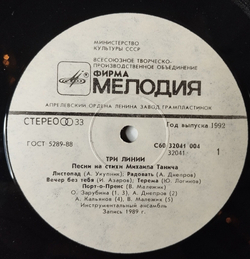 МИНИСТЕРСТВО
КУЛЬТУРЫ СССР
ВСЕСОЮЗНОЕ ТВОРЧЕСКО-
ПРОИЗВОДСТВЕННОЕ ОБЪЕДИНЕНИЕ
ФИРМА
МЕЛОДИЯ
АПРЕЛЕВСКИЙ ОРДЕНА ЛЕНИНА ЗАВОД ГРАМПЛАСТИНОК
СТЕРЕО 33
Год выпуска 1992
ГОСТ 5289-88
С60 32041 004
32041 1
ТРИ ЛИНИИ
Песни на стихи Михаила Танича
Листопад (А. Укупник) Радовать (А. Днепров)
Вечер без тебя (И. Азаров) Терема (Ю. Логинов)
Порт-о-Пренс (В. Малежик)
О. Зарубина (1, 3) А. Днепров (2)
А. Кальянов (4) В. Малежик (5)
Инструментальный ансамбль
Запись 1989 г.